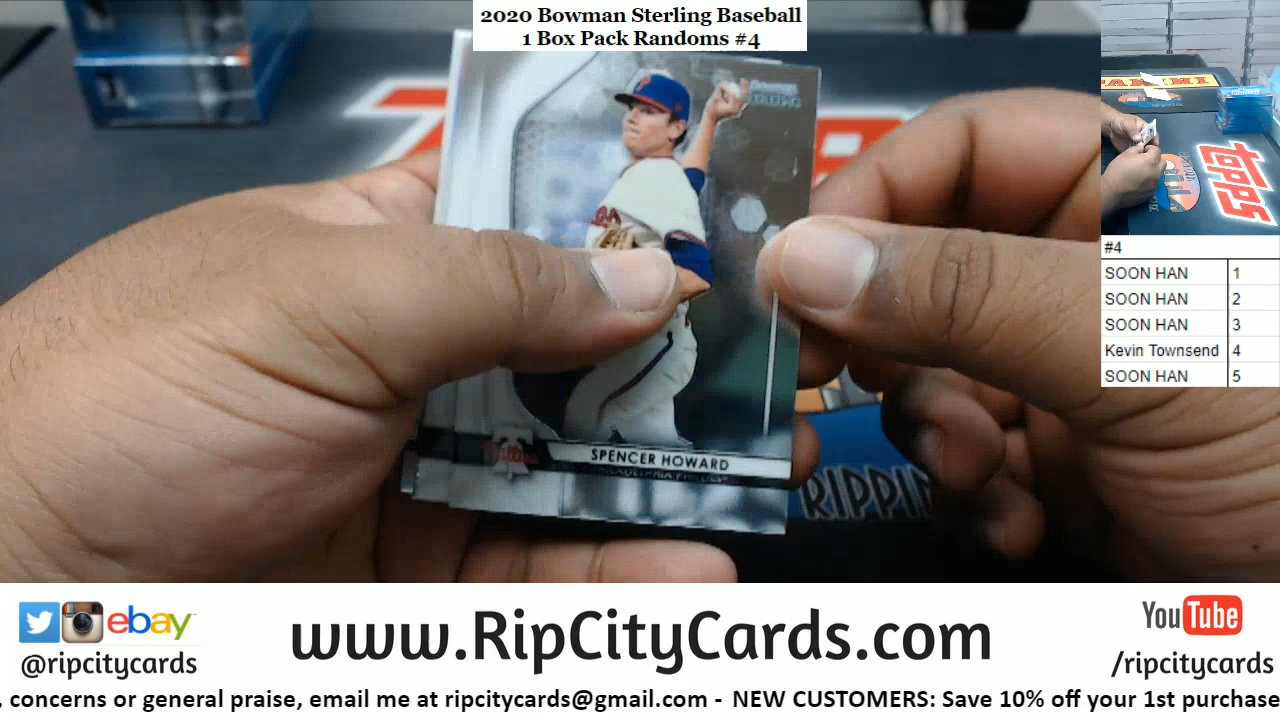 2020 Bowman Sterling Baseball
1 Box Pack Randoms #4
PANINI
topps
#4
SOON HAN 1
SOON HAN 2
SOON HAN 3
Kevin Townsend 4
SOON HAN 5
SPENCER HOWARD
PHILADELPHIA PHILLIES
RIPPIN
ebay
www.RipCityCards.com
YouTube
@ripcitycards
/ripcitycards
, concerns or general praise, email me at ripcitycards@gmail.com - NEW CUSTOMERS: Save 10% off your 1st purchase